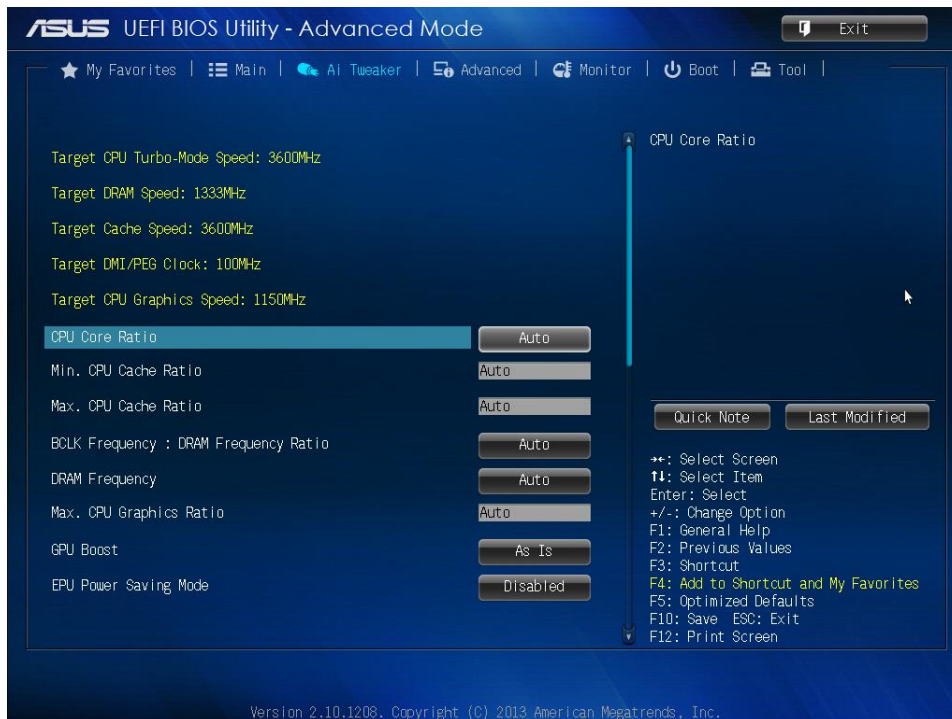 ASUS UEFI BIOS Utility - Advanced Mode
Exit
My Favorites | Main | Ai Tweaker | Advanced | Monitor | Boot | Tool |
Target CPU Turbo-Mode Speed: 3600MHz
Target DRAM Speed: 1333MHz
Target Cache Speed: 3600MHz
Target DMI/PEG Clock: 100MHz
Target CPU Graphics Speed: 1150MHz
CPU Core Ratio Auto
Min. CPU Cache Ratio Auto
Max. CPU Cache Ratio Auto
BCLK Frequency : DRAM Frequency Ratio Auto
DRAM Frequency Auto
Max. CPU Graphics Ratio Auto
GPU Boost As Is
EPU Power Saving Mode Disabled
CPU Core Ratio
Quick Note Last Modified
→←: Select Screen
↑↓: Select Item
Enter: Select
+/-: Change Option
F1: General Help
F2: Previous Values
F3: Shortcut
F4: Add to Shortcut and My Favorites
F5: Optimized Defaults
F10: Save ESC: Exit
F12: Print Screen
Version 2.10.1208. Copyright (C) 2013 American Megatrends, Inc.